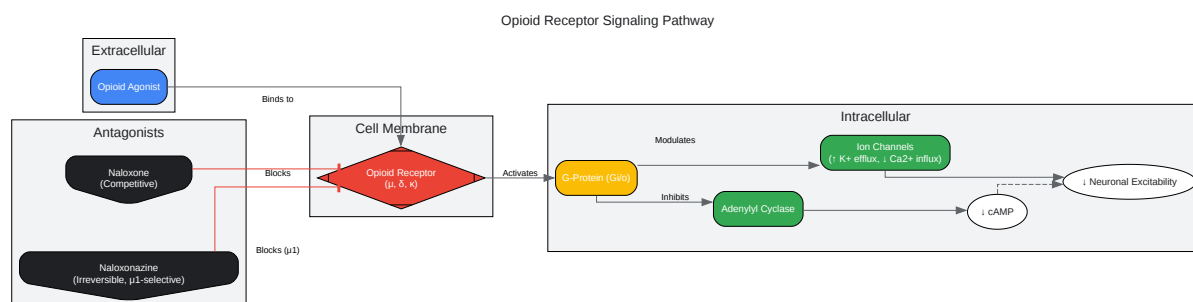 Opioid Receptor Signaling Pathway
Extracellular
Opioid Agonist
Binds to
Antagonists
Naloxone
(Competitive)
Blocks
Naloxonazine
(Irreversible, μ1-selective)
Blocks (μ1)
Cell Membrane
Opioid Receptor
(μ, δ, κ)
Activates
Intracellular
G-Protein (Gi/o)
Modulates
Ion Channels
(↑ K+ efflux, ↓ Ca2+ influx)
Inhibits
Adenylyl Cyclase
↓ cAMP
↓ Neuronal Excitability